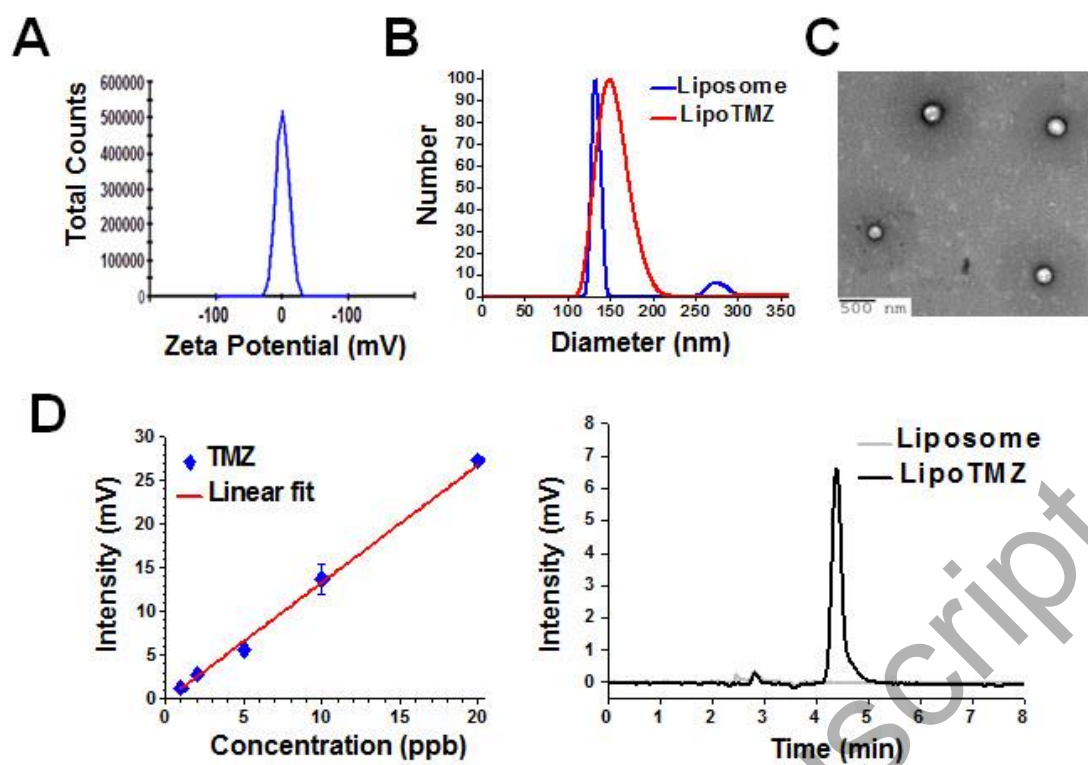 A
Total Counts
600000
500000
400000
300000
200000
100000
0
-100
0
-100
Zeta Potential (mV)
B
Number
100
90
80
70
60
50
40
30
20
10
0
Liposome
LipoTMZ
0
50
100
150
200
250
300
350
Diameter (nm)
C
500 nm
D
Intensity (mV)
30
25
20
15
10
5
0
TMZ
Linear fit
0
5
10
15
20
Concentration (ppb)
Intensity (mV)
8
7
6
5
4
3
2
1
0
Liposome
LipoTMZ
0
1
2
3
4
5
6
7
8
Time (min)
script